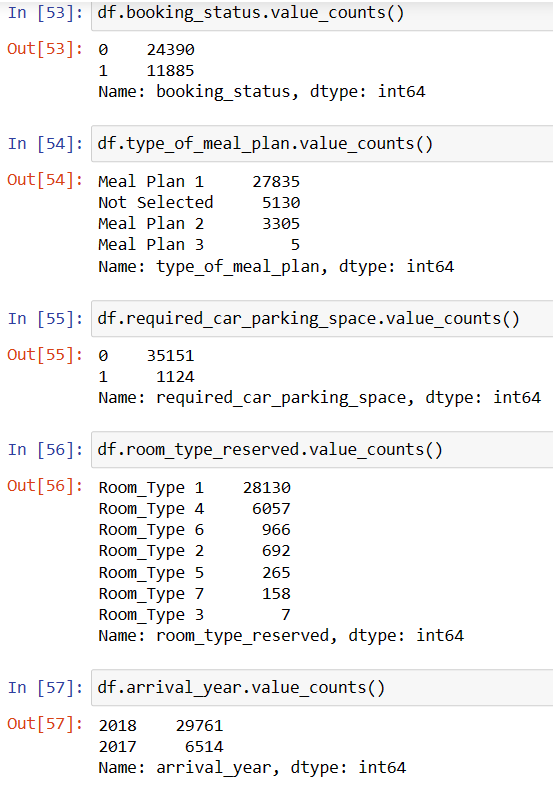 In [53]: df.booking_status.value_counts()
Out[53]: 0    24390
1    11885
Name: booking_status, dtype: int64
In [54]: df.type_of_meal_plan.value_counts()
Out[54]: Meal Plan 1     27835
Not Selected     5130
Meal Plan 2      3305
Meal Plan 3         5
Name: type_of_meal_plan, dtype: int64
In [55]: df.required_car_parking_space.value_counts()
Out[55]: 0    35151
1     1124
Name: required_car_parking_space, dtype: int64
In [56]: df.room_type_reserved.value_counts()
Out[56]: Room_Type 1    28130
Room_Type 4     6057
Room_Type 6      966
Room_Type 2      692
Room_Type 5      265
Room_Type 7      158
Room_Type 3        7
Name: room_type_reserved, dtype: int64
In [57]: df.arrival_year.value_counts()
Out[57]: 2018    29761
2017     6514
Name: arrival_year, dtype: int64